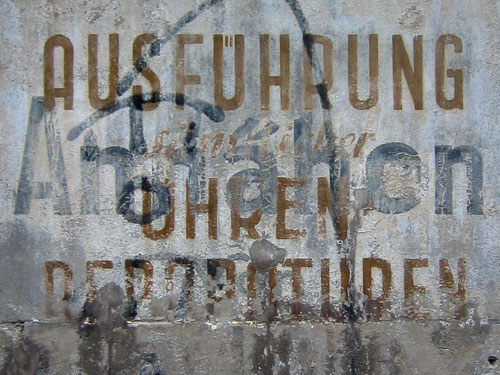 AUSFÜHRUNG
sämtlicher
UHREN
REPARATUREN